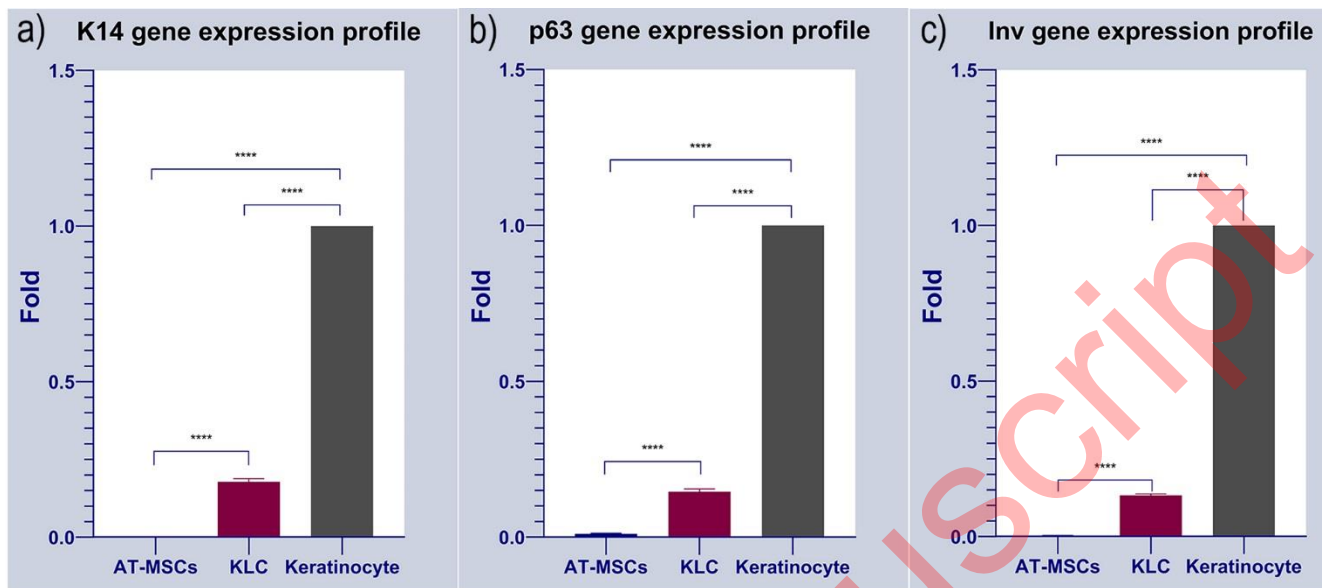 a) K14 gene expression profile
1.5
1.0
0.5
0.0
Fold
****
****
****
AT-MSCs KLC Keratinocyte
b) p63 gene expression profile
1.5
1.0
0.5
0.0
Fold
****
****
****
AT-MSCs KLC Keratinocyte
c) Inv gene expression profile
1.5
1.0
0.5
0.0
Fold
****
****
****
AT-MSCs KLC Keratinocyte
uscript